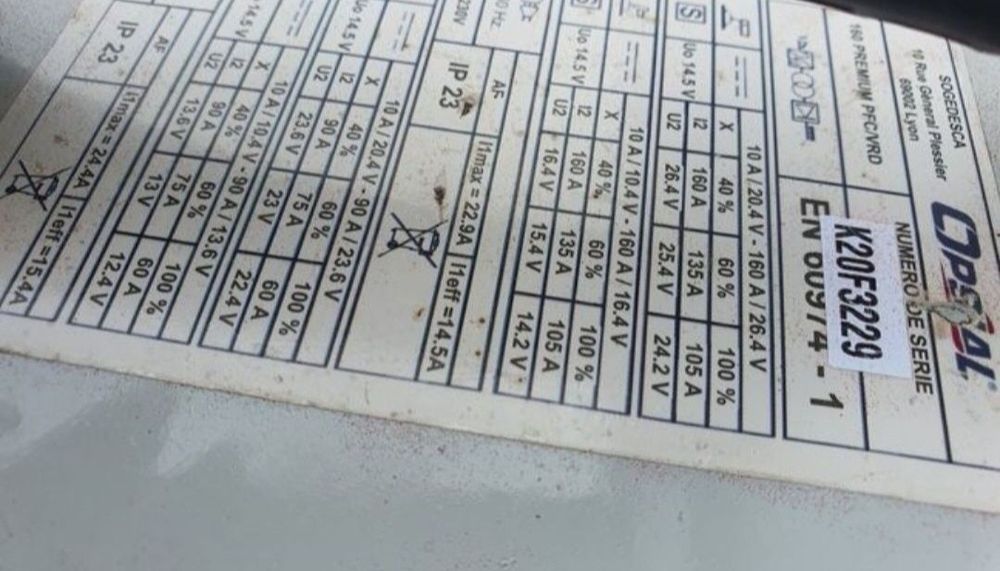 SOGEDESCA
10 Rue Général Plessier
69002 Lyon
OPSIAL
160 PREMIUM PFC/VRD
NUMERO DE SERIE
K20F3229
EN 60974 - 1
10 A / 20.4 V - 160 A / 26.4 V
X 40 % 60 % 100 %
S Uo 14.5 V I2 160 A 135 A 105 A
U2 26.4 V 25.4 V 24.2 V
10 A / 10.4 V - 160 A / 16.4 V
X 40 % 60 % 100 %
S Uo 14.5 V I2 160 A 135 A 105 A
U2 16.4 V 15.4 V 14.2 V
Hz AF I1max = 22.9A I1eff =14.5A
230V IP 23
10 A / 20.4 V - 90 A / 23.6 V
X 40 % 60 % 100 %
Uo 14.5 V I2 90 A 75 A 60 A
U2 23.6 V 23 V 22.4 V
10 A / 10.4 V - 90 A / 13.6 V
X 40 % 60 % 100 %
14.5 V I2 90 A 75 A 60 A
U2 13.6 V 13 V 12.4 V
AF I1max = 24.4A I1eff =15.4A
IP 23